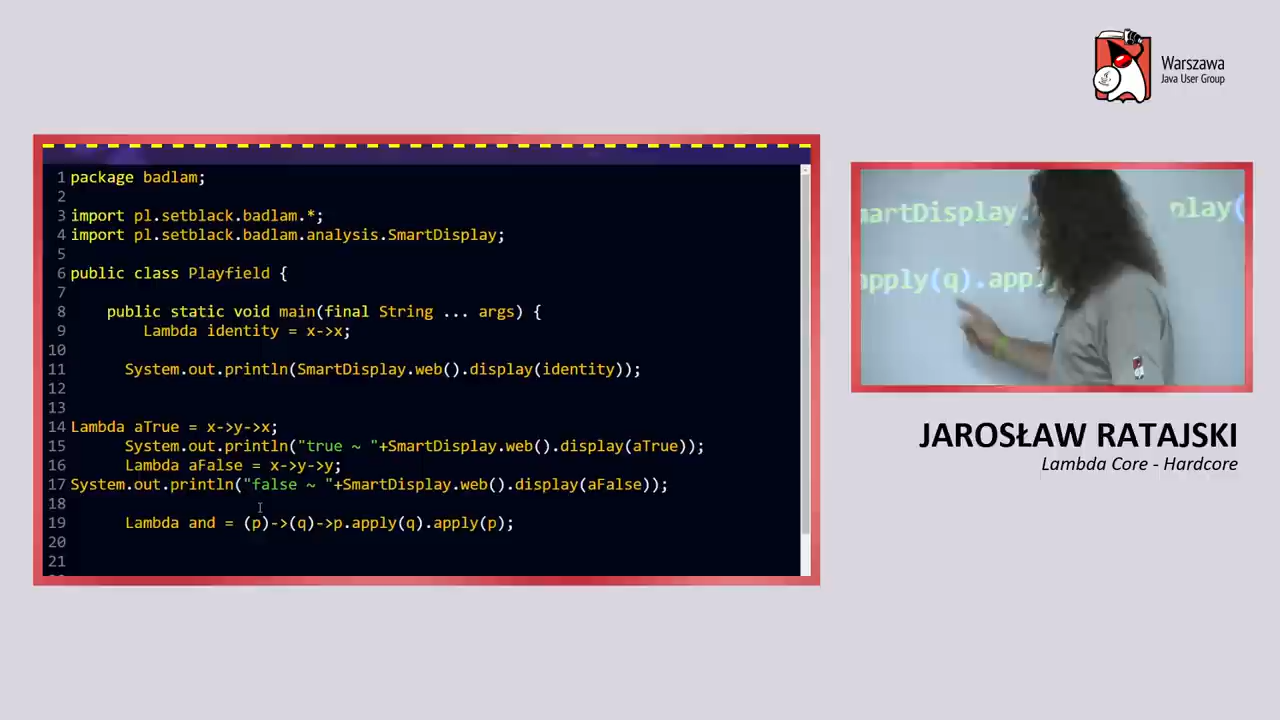 Warszawa
Java User Group
1 package badlam;
2
3 import pl.setblack.badlam.*;
4 import pl.setblack.badlam.analysis.SmartDisplay;
5
6 public class Playfield {
7
8 public static void main(final String ... args) {
9 Lambda identity = x->x;
10
11 System.out.println(SmartDisplay.web().display(identity));
12
13
14 Lambda aTrue = x->y->x;
15 System.out.println("true ~ "+SmartDisplay.web().display(aTrue));
16 Lambda aFalse = x->y->y;
17 System.out.println("false ~ "+SmartDisplay.web().display(aFalse));
18
19 Lambda and = (p)->(q)->p.apply(q).apply(p);
20
21
martDisplay. play(
apply(q).apply
JAROSŁAW RATAJSKI
Lambda Core - Hardcore